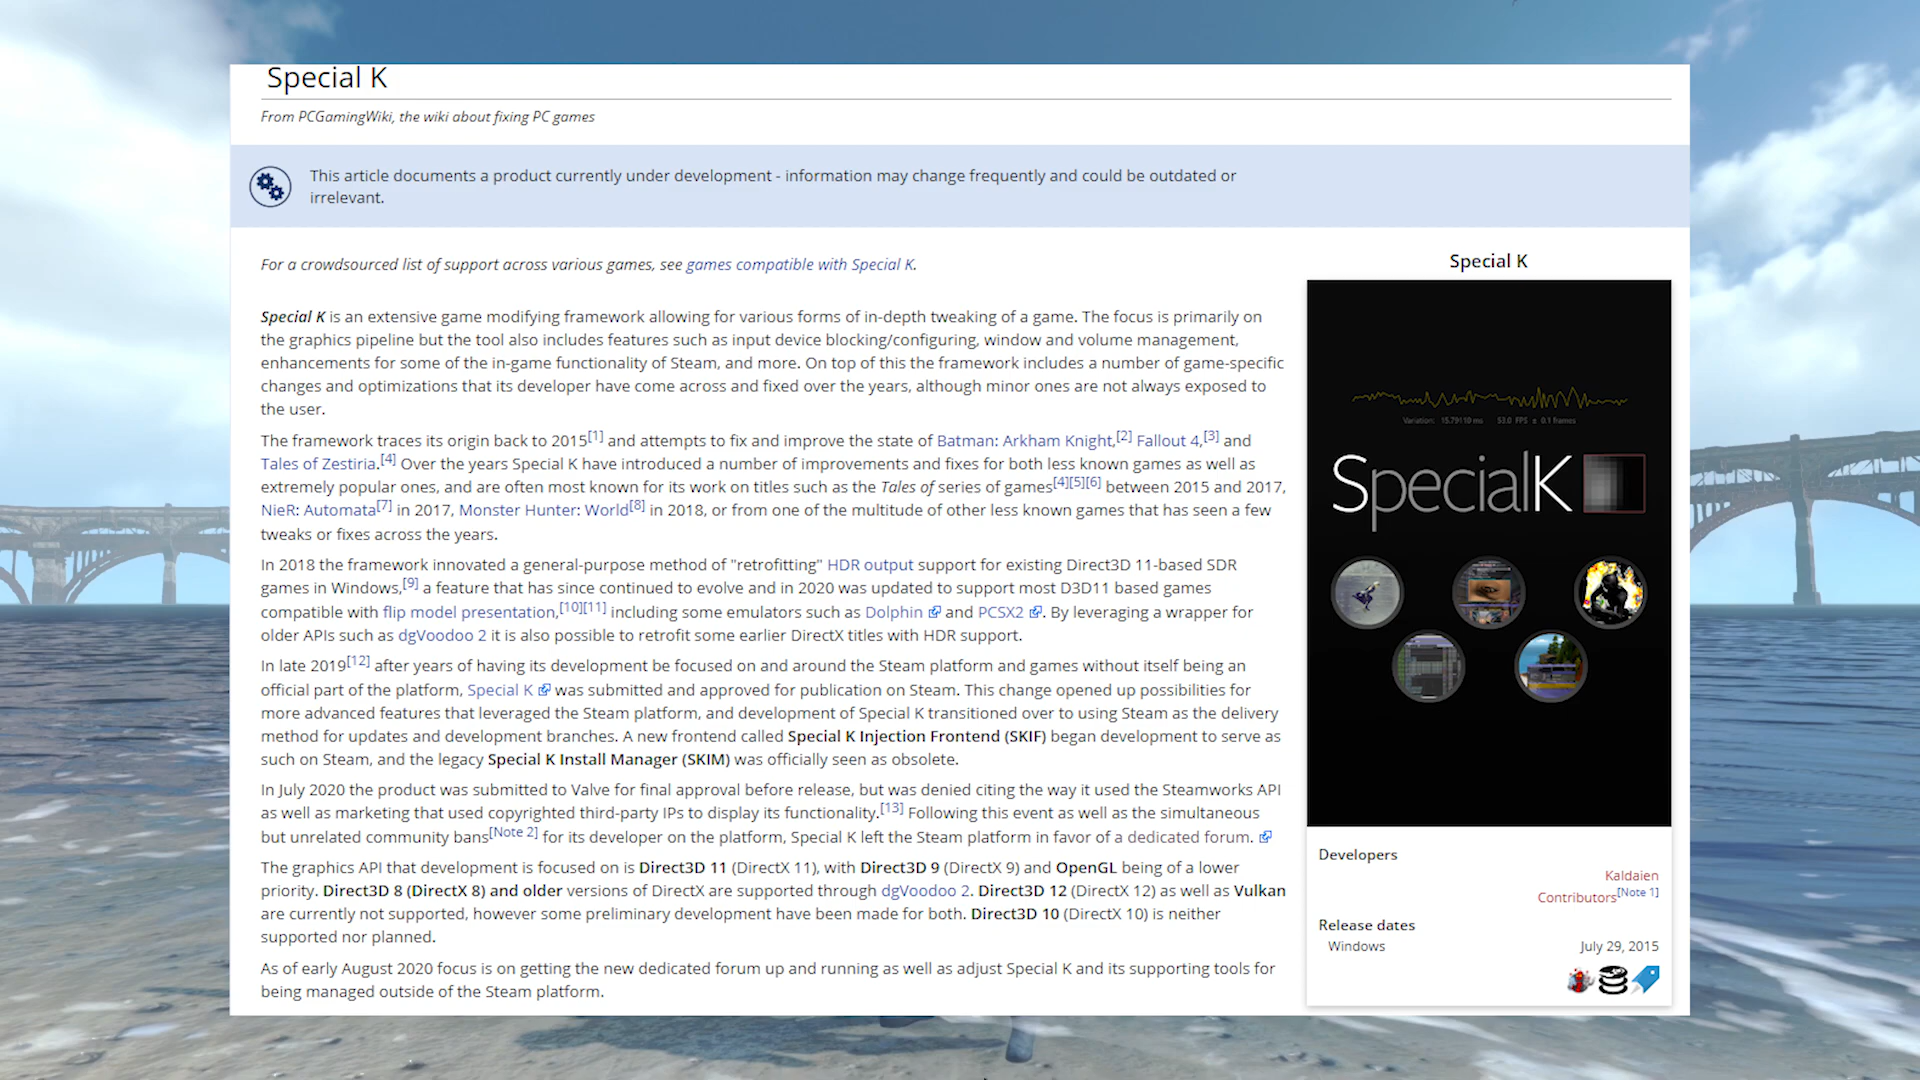 Special K
From PCGamingWiki, the wiki about fixing PC games
This article documents a product currently under development - information may change frequently and could be outdated or
irrelevant.
For a crowdsourced list of support across various games, see games compatible with Special K.
Special K is an extensive game modifying framework allowing for various forms of in-depth tweaking of a game. The focus is primarily on
the graphics pipeline but the tool also includes features such as input device blocking/configuring, window and volume management,
enhancements for some of the in-game functionality of Steam, and more. On top of this the framework includes a number of game-specific
changes and optimizations that its developer have come across and fixed over the years, although minor ones are not always exposed to
the user.
The framework traces its origin back to 2015[1] and attempts to fix and improve the state of Batman: Arkham Knight,[2] Fallout 4,[3] and
Tales of Zestiria.[4] Over the years Special K have introduced a number of improvements and fixes for both less known games as well as
extremely popular ones, and are often most known for its work on titles such as the Tales of series of games[4][5][6] between 2015 and 2017,
NieR: Automata[7] in 2017, Monster Hunter: World[8] in 2018, or from one of the multitude of other less known games that has seen a few
tweaks or fixes across the years.
In 2018 the framework innovated a general-purpose method of "retrofitting" HDR output support for existing Direct3D 11-based SDR
games in Windows,[9] a feature that has since continued to evolve and in 2020 was updated to support most D3D11 based games
compatible with flip model presentation,[10][11] including some emulators such as Dolphin and PCSX2. By leveraging a wrapper for
older APIs such as dgVoodoo 2 it is also possible to retrofit some earlier DirectX titles with HDR support.
In late 2019[12] after years of having its development be focused on and around the Steam platform and games without itself being an
official part of the platform, Special K was submitted and approved for publication on Steam. This change opened up possibilities for
more advanced features that leveraged the Steam platform, and development of Special K transitioned over to using Steam as the delivery
method for updates and development branches. A new frontend called Special K Injection Frontend (SKIF) began development to serve as
such on Steam, and the legacy Special K Install Manager (SKIM) was officially seen as obsolete.
In July 2020 the product was submitted to Valve for final approval before release, but was denied citing the way it used the Steamworks API
as well as marketing that used copyrighted third-party IPs to display its functionality.[13] Following this event as well as the simultaneous
but unrelated community bans[Note 2] for its developer on the platform, Special K left the Steam platform in favor of a dedicated forum.
The graphics API that development is focused on is Direct3D 11 (DirectX 11), with Direct3D 9 (DirectX 9) and OpenGL being of a lower
priority. Direct3D 8 (DirectX 8) and older versions of DirectX are supported through dgVoodoo 2. Direct3D 12 (DirectX 12) as well as Vulkan
are currently not supported, however some preliminary development have been made for both. Direct3D 10 (DirectX 10) is neither
supported nor planned.
As of early August 2020 focus is on getting the new dedicated forum up and running as well as adjust Special K and its supporting tools for
being managed outside of the Steam platform.
Special K
Variation: 15.79110 ms 53.0 FPS ± 0.1 frames
SpecialK
Developers
Kaldaien
Contributors[Note 1]
Release dates
Windows July 29, 2015